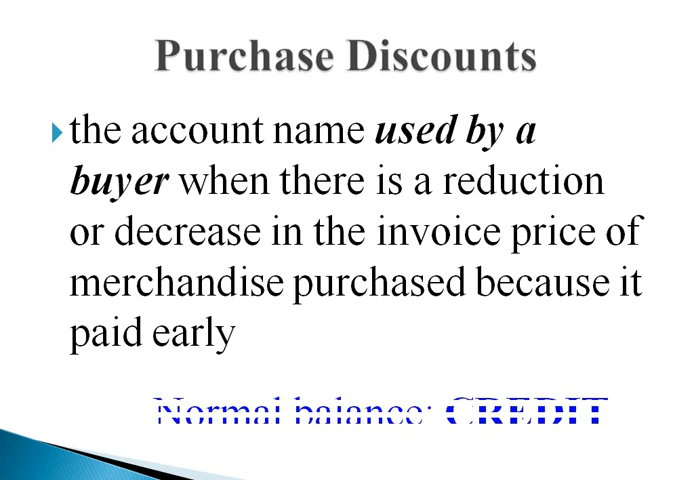 Purchase Discounts
the account name used by a
buyer when there is a reduction
or decrease in the invoice price of
merchandise purchased because it
paid early
Normal balance: CREDIT